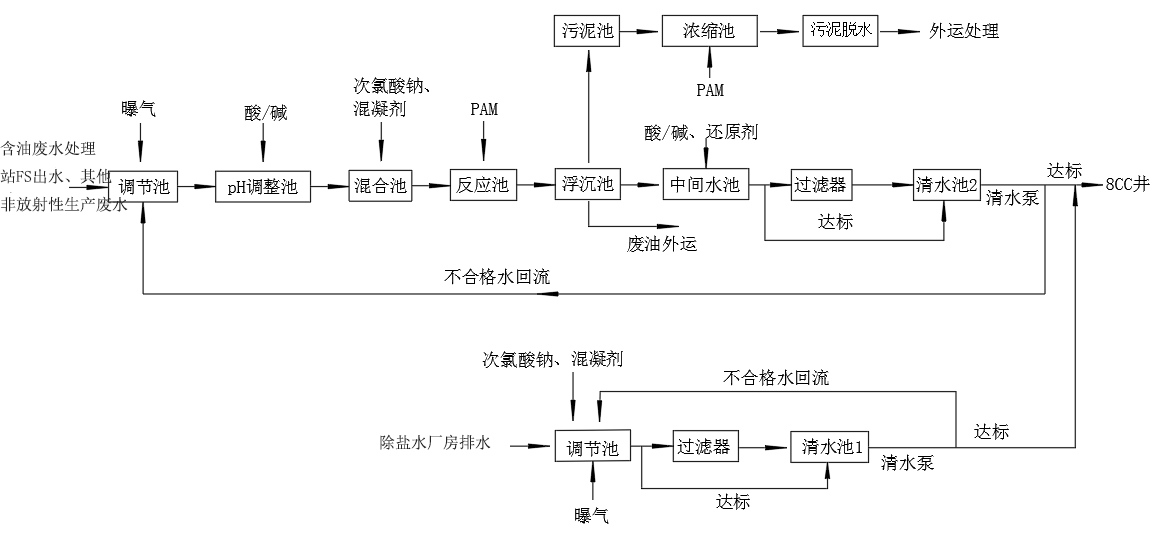 污泥池
浓缩池
污泥脱水
外运处理
PAM
次氯酸钠、
混凝剂
曝气
酸/碱
PAM
酸/碱、还原剂
含油废水处理
站FS出水、其他
非放射性生产废水
调节池
pH调整池
混合池
反应池
浮沉池
中间水池
过滤器
清水池2
清水泵
达标
8CC井
达标
废油外运
不合格水回流
次氯酸钠、混凝剂
不合格水回流
除盐水厂房排水
调节池
过滤器
清水池1
清水泵
达标
达标
曝气